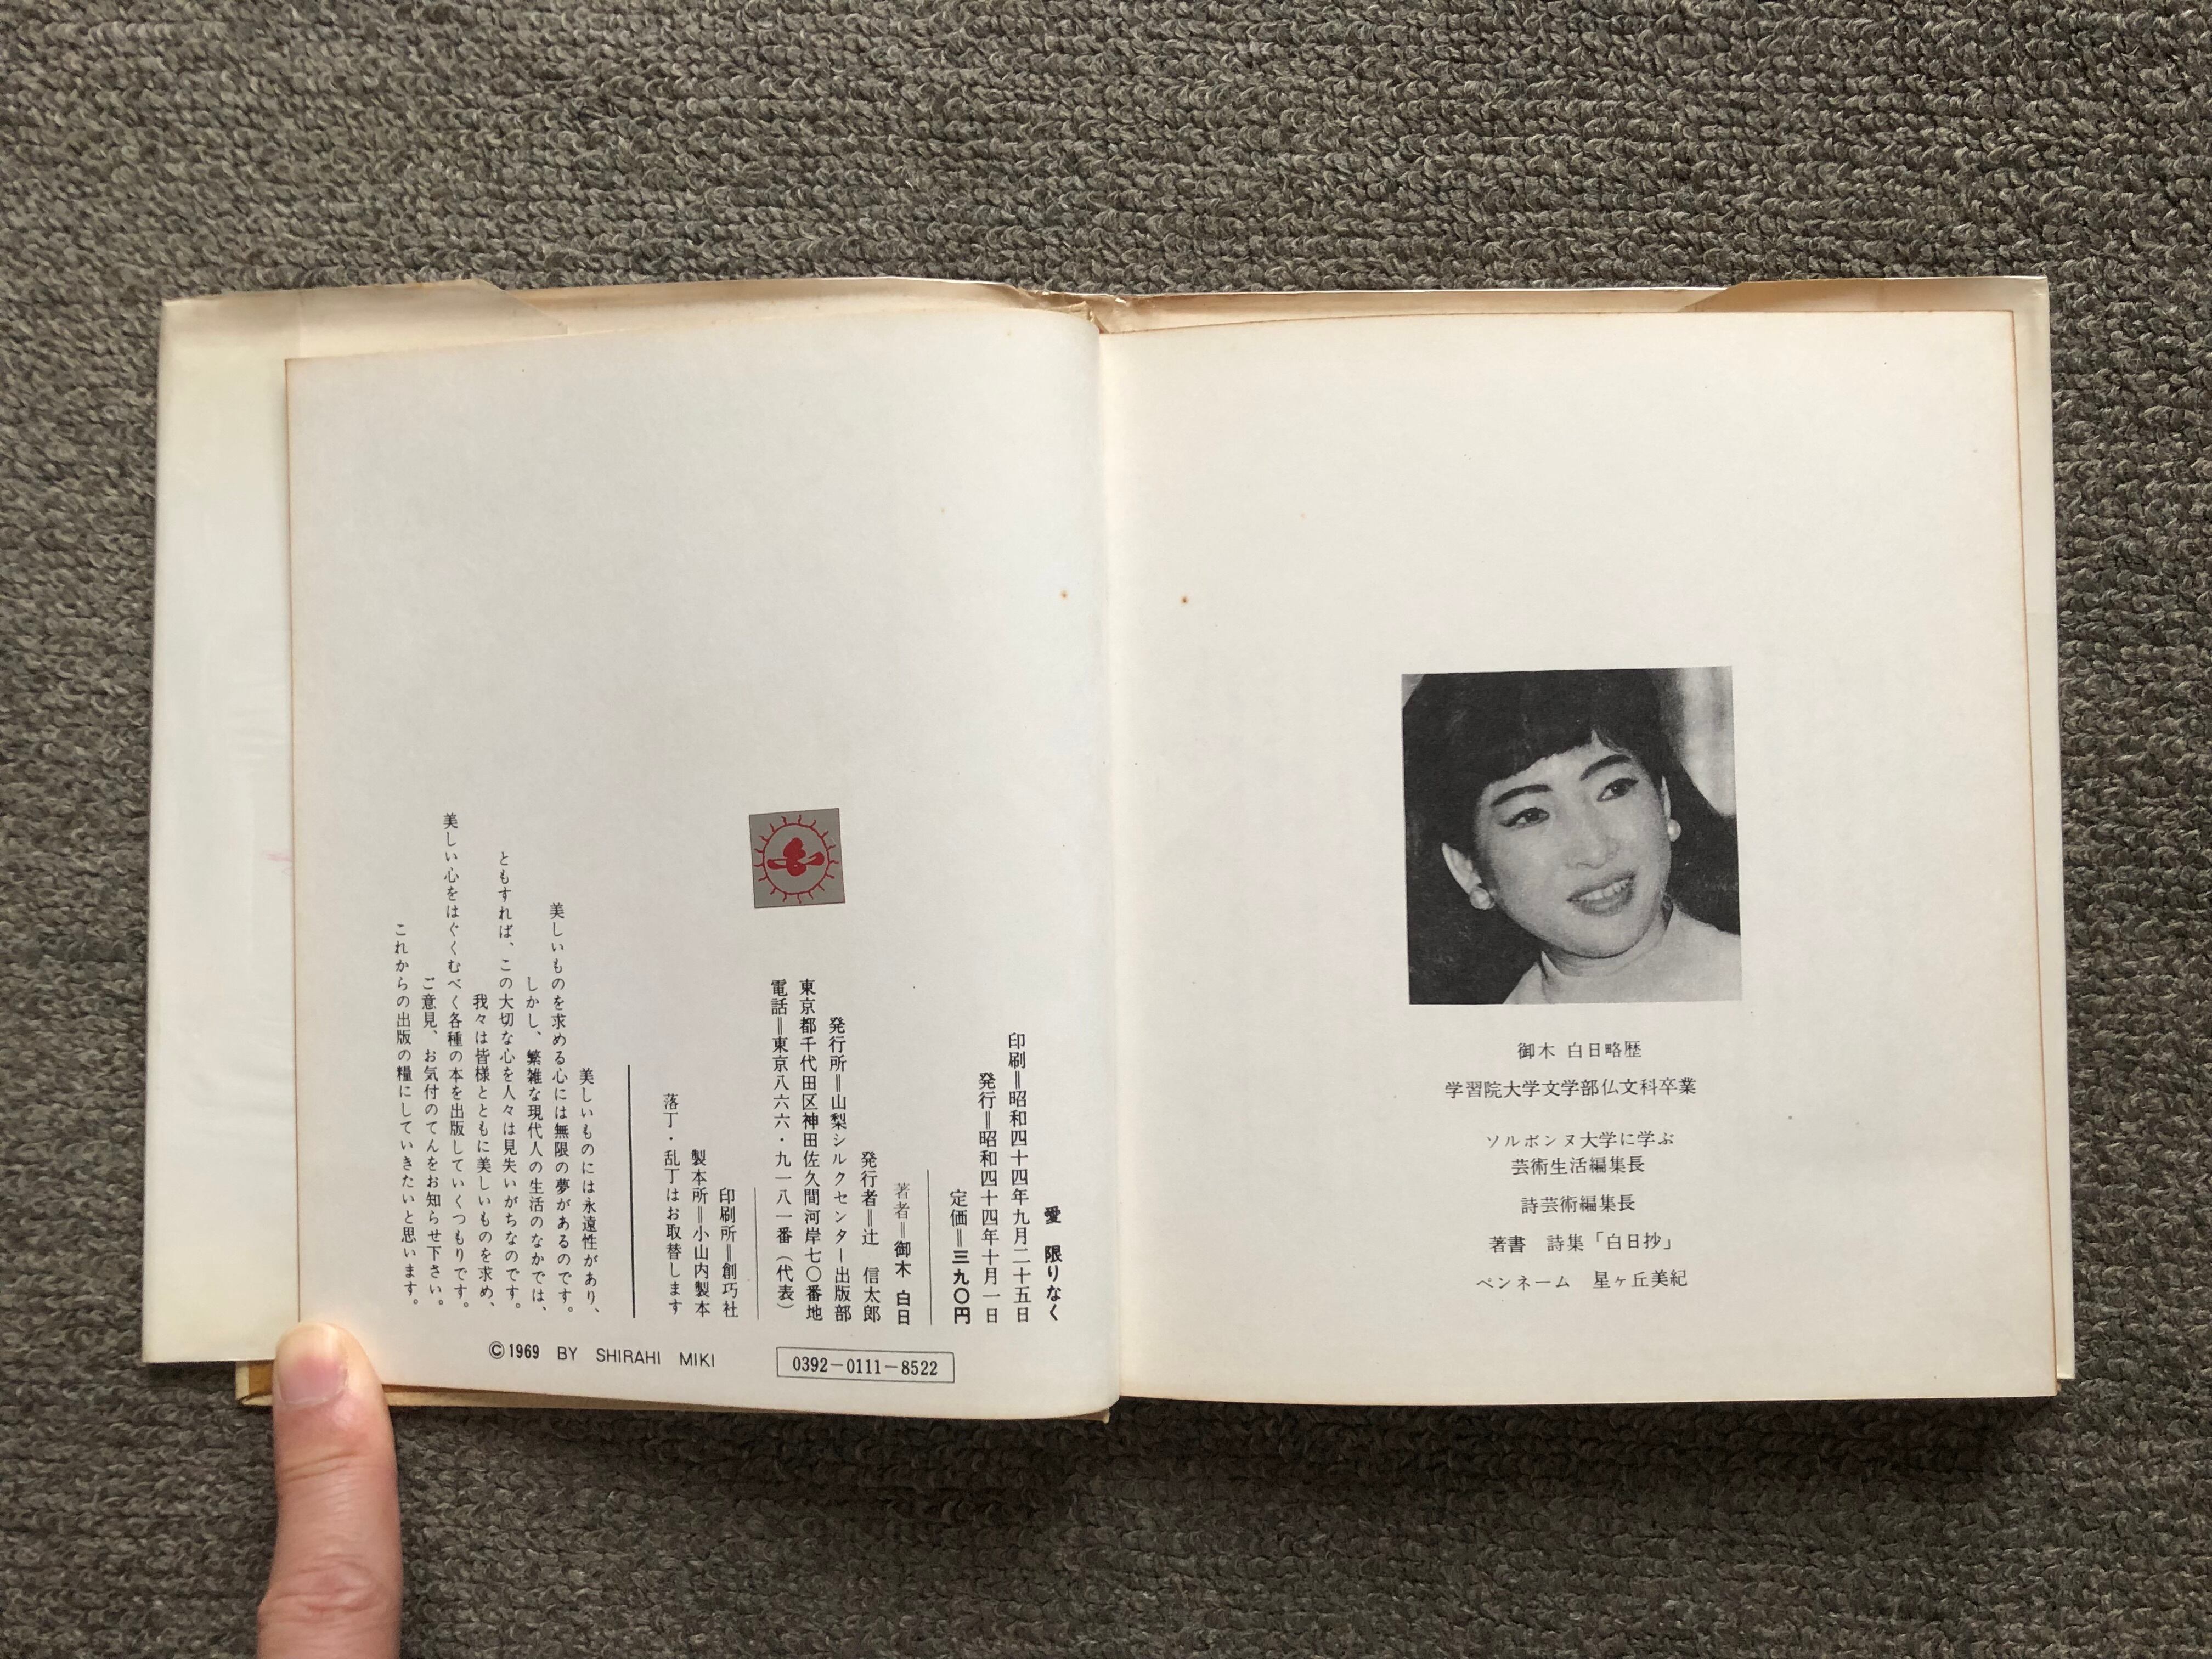 御木 白日略歴
学習院大学文学部仏文科卒業
ソルボンヌ大学に学ぶ
芸術生活編集長
詩芸術編集長
著書 詩集「白日抄」
ペンネーム 星ヶ丘美紀
愛 限りなく
印刷＝昭和四十四年九月二十五日
発行＝昭和四十四年十月一日
定価＝三九〇円
著者＝御木 白日
発行者＝辻 信太郎
発行所＝山梨シルクセンター出版部
東京都千代田区神田佐久間河岸七〇番地
電話＝東京八六六・九一八一番（代表）
印刷所＝創巧社
製本所＝小山内製本
落丁・乱丁はお取替します
美しいものには永遠性があり、
美しいものを求める心には無限の夢があるのです。
しかし、繁雑な現代人の生活のなかでは、
ともすれば、この大切な心を人々は見失いがちなのです。
我々は皆様とともに美しいものを求め、
美しい心をはぐくむべく各種の本を出版していくつもりです。
ご意見、お気付のてんをお知らせ下さい。
これからの出版の糧にしていきたいと思います。
©1969 BY SHIRAHI MIKI
0392-0111-8522